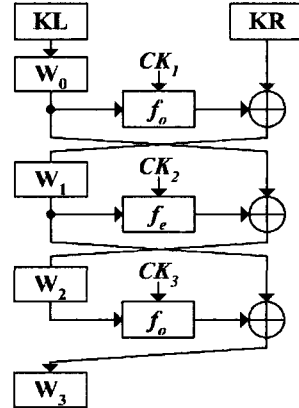 KL KR
W₀ CK₁
fₒ
W₁ CK₂
fₑ
W₂ CK₃
fₒ
W₃